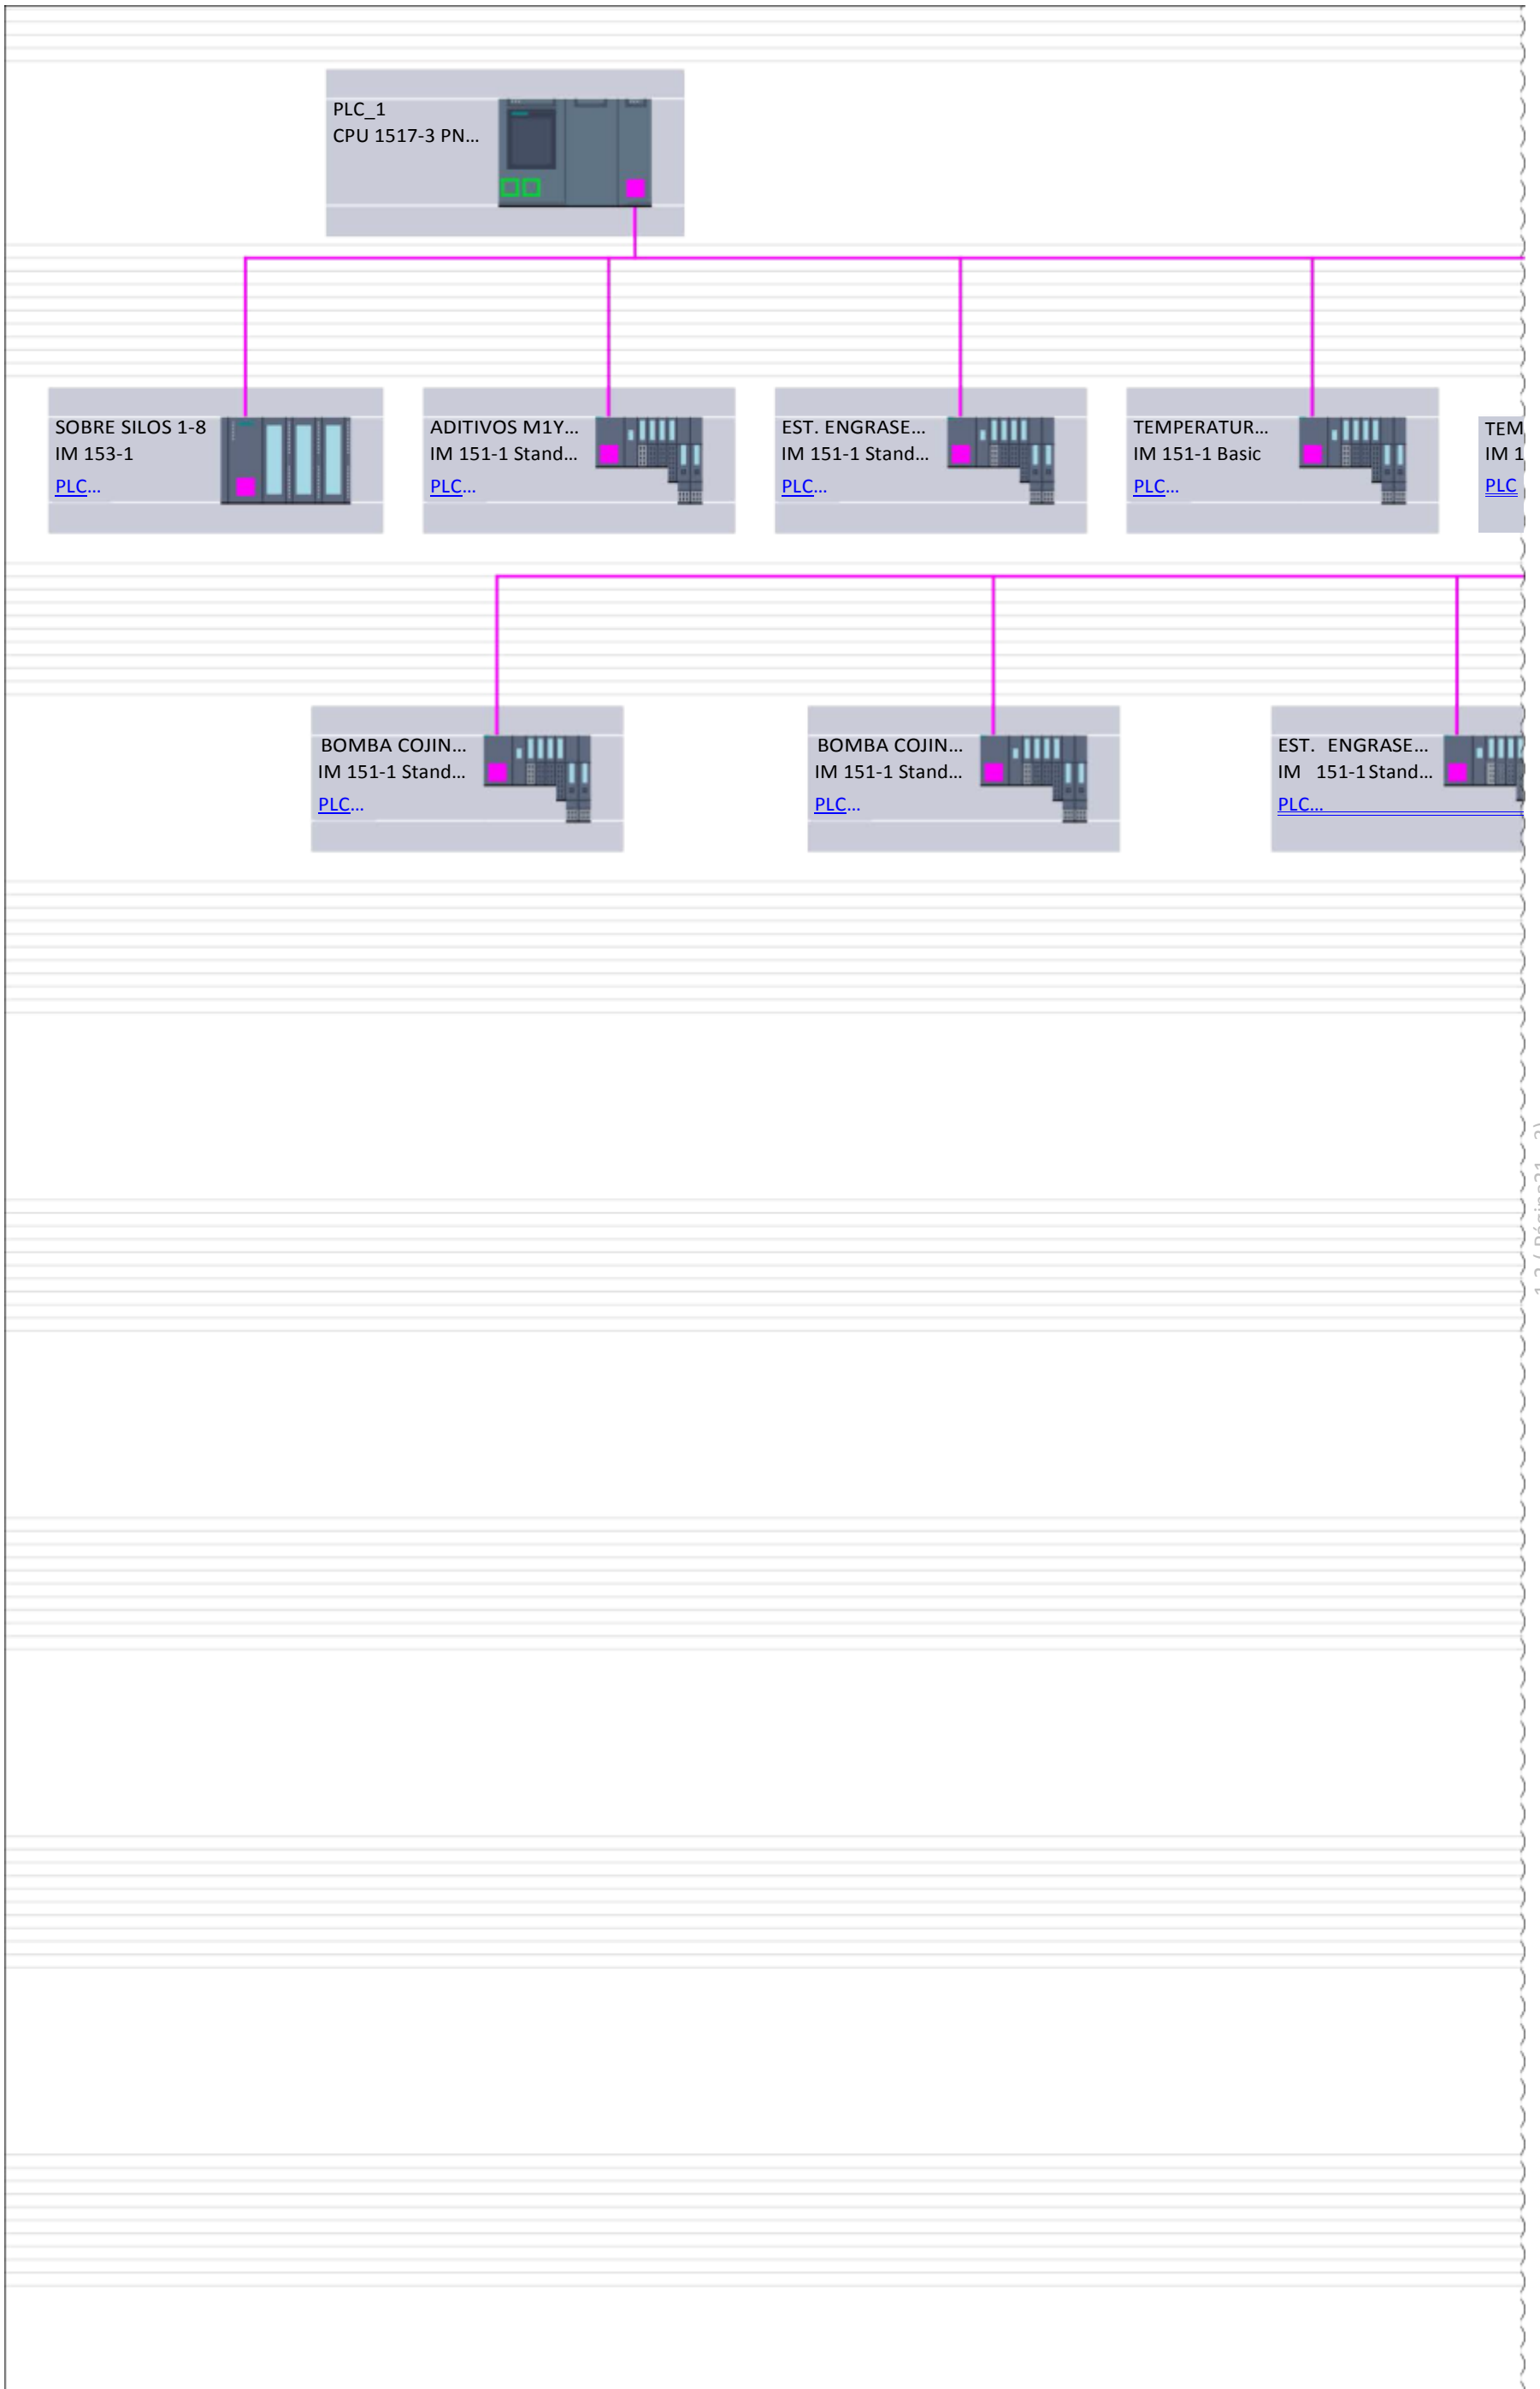 PLC_1
CPU 1517-3 PN...
SOBRE SILOS 1-8
IM 153-1
PLC...
ADITIVOS M1Y...
IM 151-1 Stand...
PLC...
EST. ENGRASE...
IM 151-1 Stand...
PLC...
TEMPERATUR...
IM 151-1 Basic
PLC...
TEM
IM 1
PLC
BOMBA COJIN...
IM 151-1 Stand...
PLC...
BOMBA COJIN...
IM 151-1 Stand...
PLC...
EST. ENGRASE...
IM 151-1 Stand...
PLC...